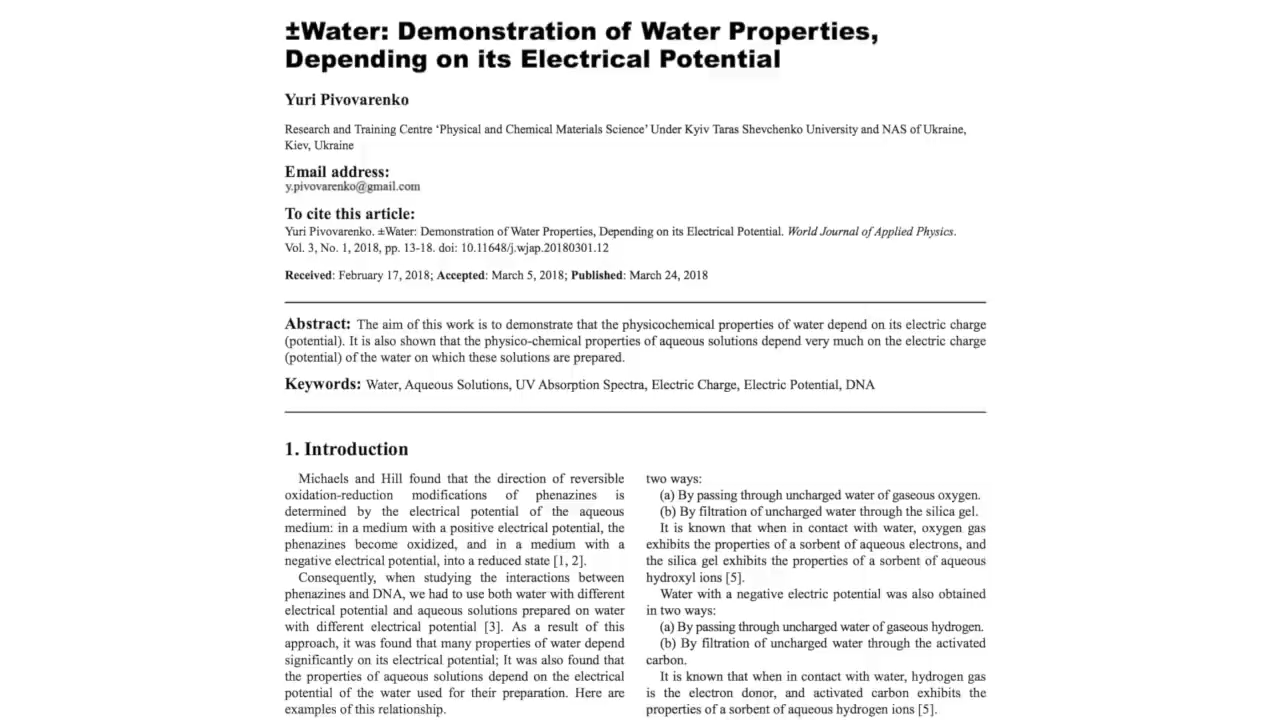 ±Water: Demonstration of Water Properties,
Depending on its Electrical Potential
Yuri Pivovarenko
Research and Training Centre ‘Physical and Chemical Materials Science’ Under Kyiv Taras Shevchenko University and NAS of Ukraine,
Kiev, Ukraine
Email address:
y.pivovarenko@gmail.com
To cite this article:
Yuri Pivovarenko. ±Water: Demonstration of Water Properties, Depending on its Electrical Potential. World Journal of Applied Physics.
Vol. 3, No. 1, 2018, pp. 13-18. doi: 10.11648/j.wjap.20180301.12
Received: February 17, 2018; Accepted: March 5, 2018; Published: March 24, 2018
Abstract: The aim of this work is to demonstrate that the physicochemical properties of water depend on its electric charge
(potential). It is also shown that the physico-chemical properties of aqueous solutions depend very much on the electric charge
(potential) of the water on which these solutions are prepared.
Keywords: Water, Aqueous Solutions, UV Absorption Spectra, Electric Charge, Electric Potential, DNA
1. Introduction
Michaels and Hill found that the direction of reversible
oxidation-reduction modifications of phenazines is
determined by the electrical potential of the aqueous
medium: in a medium with a positive electrical potential, the
phenazines become oxidized, and in a medium with a
negative electrical potential, into a reduced state [1, 2].
Consequently, when studying the interactions between
phenazines and DNA, we had to use both water with different
electrical potential and aqueous solutions prepared on water
with different electrical potential [3]. As a result of this
approach, it was found that many properties of water depend
significantly on its electrical potential; It was also found that
the properties of aqueous solutions depend on the electrical
potential of the water used for their preparation. Here are
examples of this relationship.
two ways:
(a) By passing through uncharged water of gaseous oxygen.
(b) By filtration of uncharged water through the silica gel.
It is known that when in contact with water, oxygen gas
exhibits the properties of a sorbent of aqueous electrons, and
the silica gel exhibits the properties of a sorbent of aqueous
hydroxyl ions [5].
Water with a negative electric potential was also obtained
in two ways:
(a) By passing through uncharged water of gaseous hydrogen.
(b) By filtration of uncharged water through the activated
carbon.
It is known that when in contact with water, hydrogen gas
is the electron donor, and activated carbon exhibits the
properties of a sorbent of aqueous hydrogen ions [5].